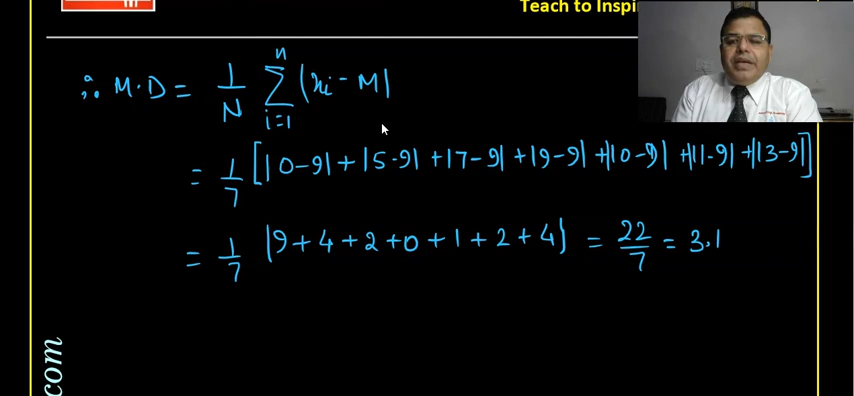 Teach to Inspi
∴ M.D = 1/N n∑i=1 |xi - M|
= 1/7 [|0-9| + |5-9| + |7-9| + |9-9| + |10-9| + |11-9| + |13-9|]
= 1/7 [9 + 4 + 2 + 0 + 1 + 2 + 4] = 22/7 = 3.1
com